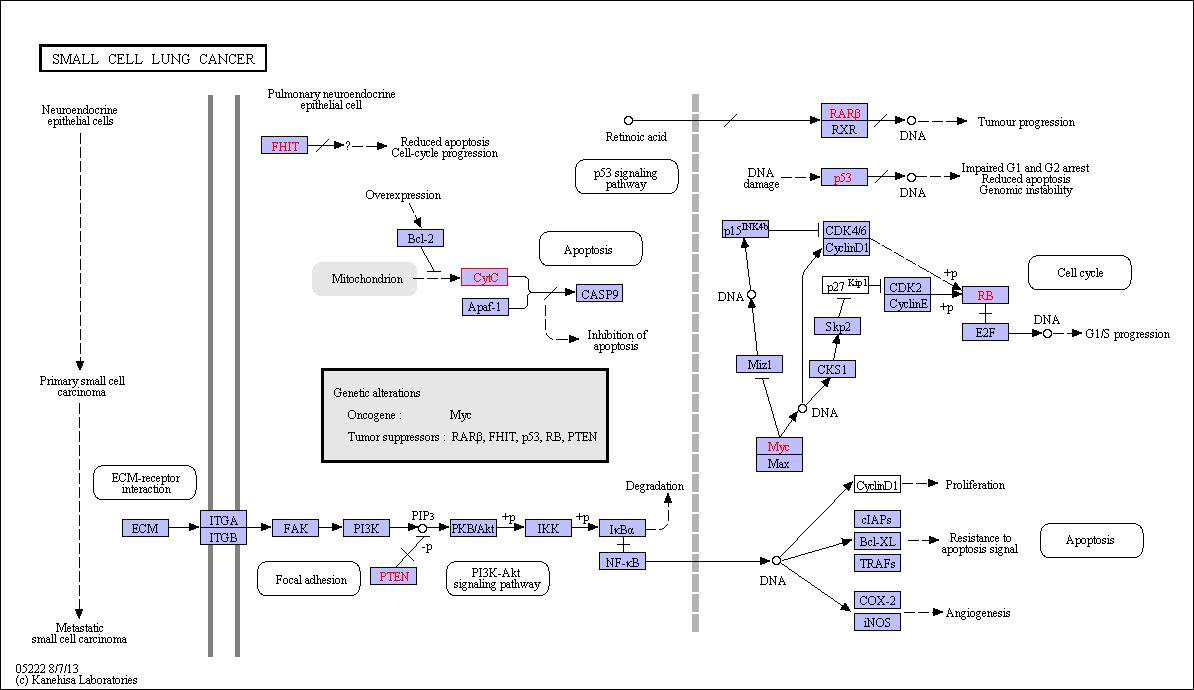 SMALL CELL LUNG CANCER
Neuroendocrine
epithelial cells
Primary small cell
carcinoma
Metastatic
small cell carcinoma
Pulmonary neuroendocrine
epithelial cell
FHIT
?
Reduced apoptosis
Cell-cycle progression
Overexpression
Bcl-2
Mitochondrion
CytC
Apaf-1
CASP9
Apoptosis
Inhibition of
apoptosis
Retinoic acid
RARβ
RXR
DNA
Tumour progression
p53 signaling
pathway
DNA
damage
p53
DNA
Impaired G1 and G2 arrest
Reduced apoptosis
Genomic instability
p15INK4b
CDK4/6
CyclinD1
DNA
p27 Kip1
CDK2
CyclinE
+p
+p
RB
E2F
DNA
G1/S progression
Cell cycle
Skp2
Miz1
CKS1
DNA
Myc
Max
Genetic alterations
Oncogene : Myc
Tumor suppressors : RARβ, FHIT, p53, RB, PTEN
ECM-receptor
interaction
ECM
ITGA
ITGB
FAK
PI3K
PIP3
-p
PTEN
PKB/Akt
+p
IKK
+p
IκBα
NF-κB
Degradation
Focal adhesion
PI3K-Akt
signaling pathway
DNA
CyclinD1
Proliferation
cIAPs
Bcl-XL
TRAFs
Resistance to
apoptosis signal
Apoptosis
COX-2
iNOS
Angiogenesis
05222 8/7/13
(c) Kanehisa Laboratories